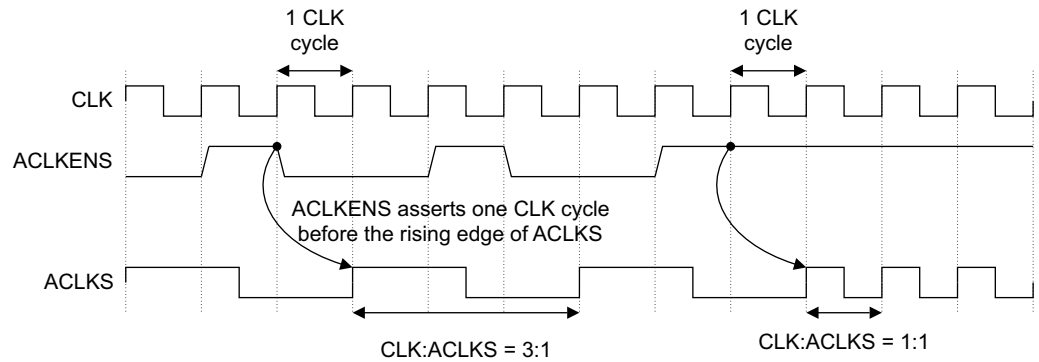 1 CLK
cycle
1 CLK
cycle
CLK
ACLKENS
ACLKENS asserts one CLK cycle
before the rising edge of ACLKS
ACLKS
CLK:ACLKS = 3:1
CLK:ACLKS = 1:1